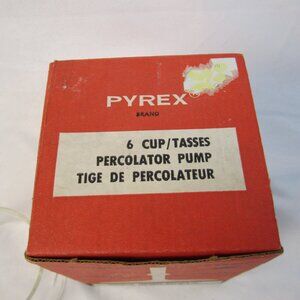 PYREX®
BRAND
6 CUP/TASSES
PERCOLATOR PUMP
TIGE DE PERCOLATEUR